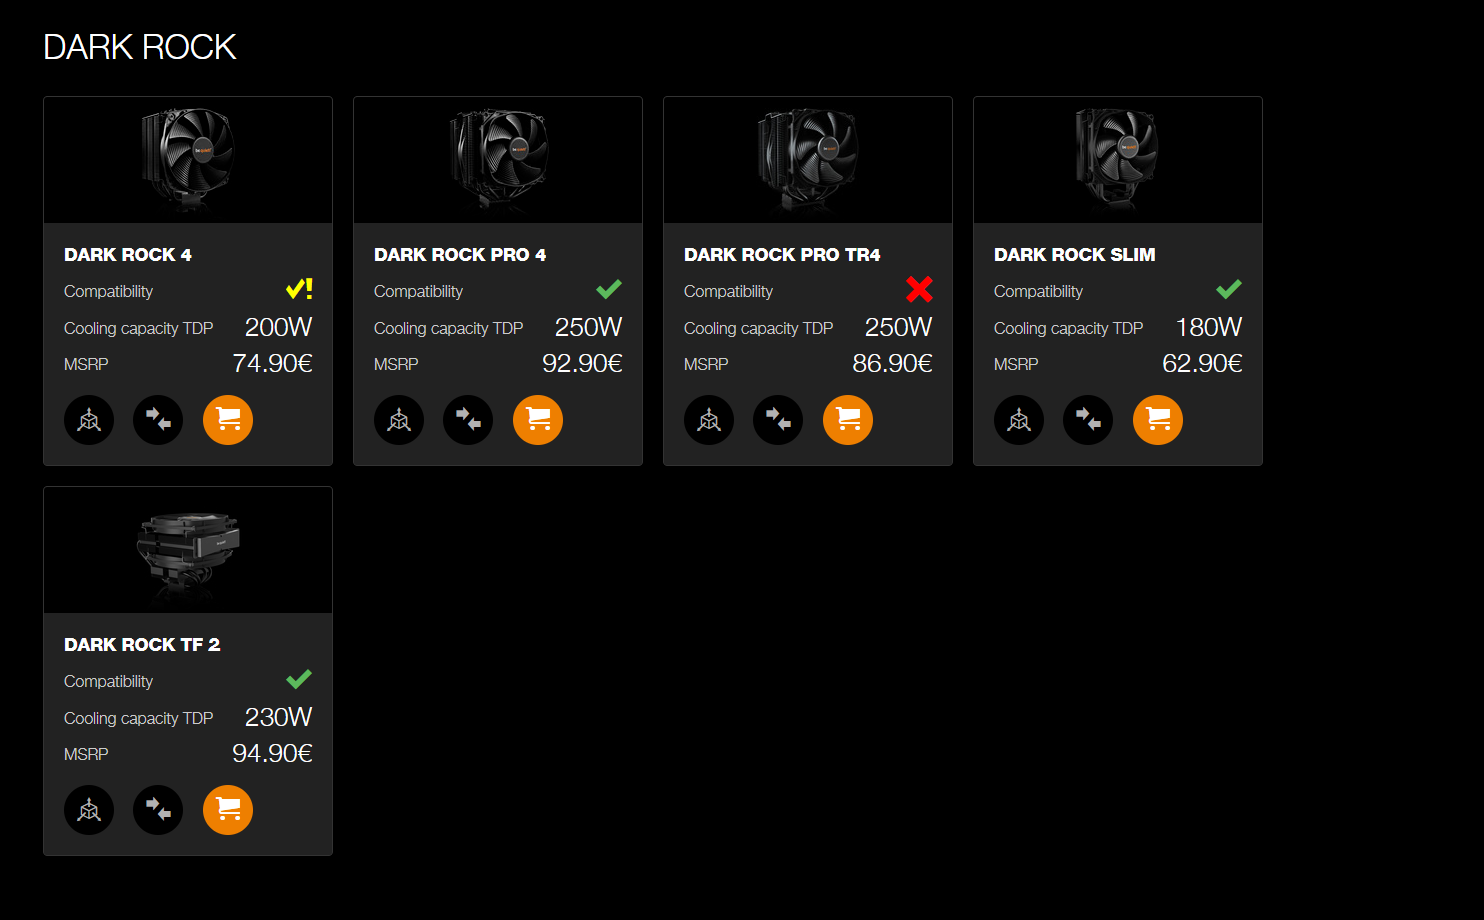 DARK ROCK
DARK ROCK 4
Compatibility
Cooling capacity TDP 200W
MSRP 74.90€
DARK ROCK PRO 4
Compatibility
Cooling capacity TDP 250W
MSRP 92.90€
DARK ROCK PRO TR4
Compatibility
Cooling capacity TDP 250W
MSRP 86.90€
DARK ROCK SLIM
Compatibility
Cooling capacity TDP 180W
MSRP 62.90€
DARK ROCK TF 2
Compatibility
Cooling capacity TDP 230W
MSRP 94.90€